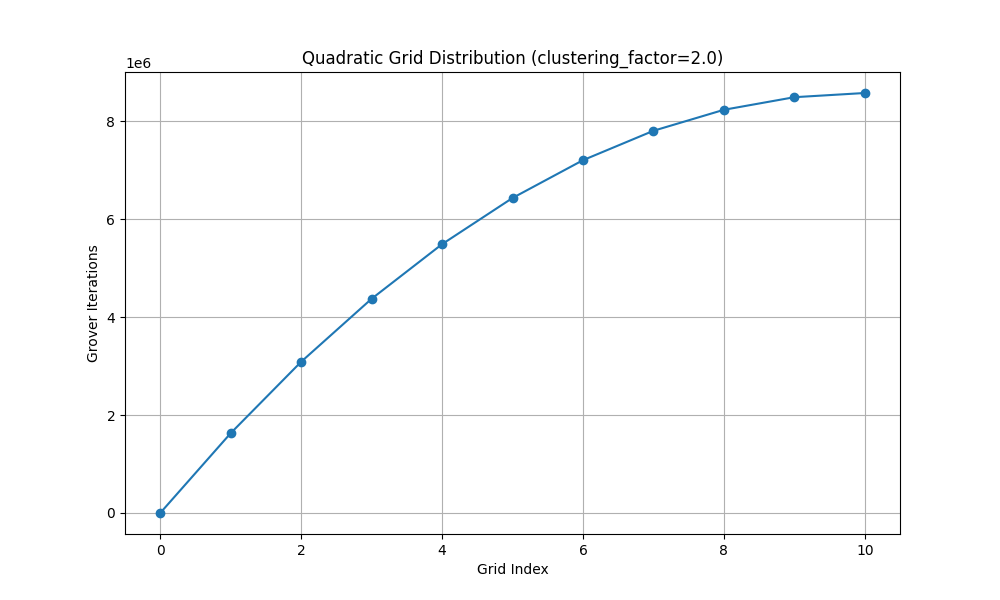 Quadratic Grid Distribution (clustering_factor=2.0)
1e6
8
6
4
2
0
Grover Iterations
0 2 4 6 8 10
Grid Index